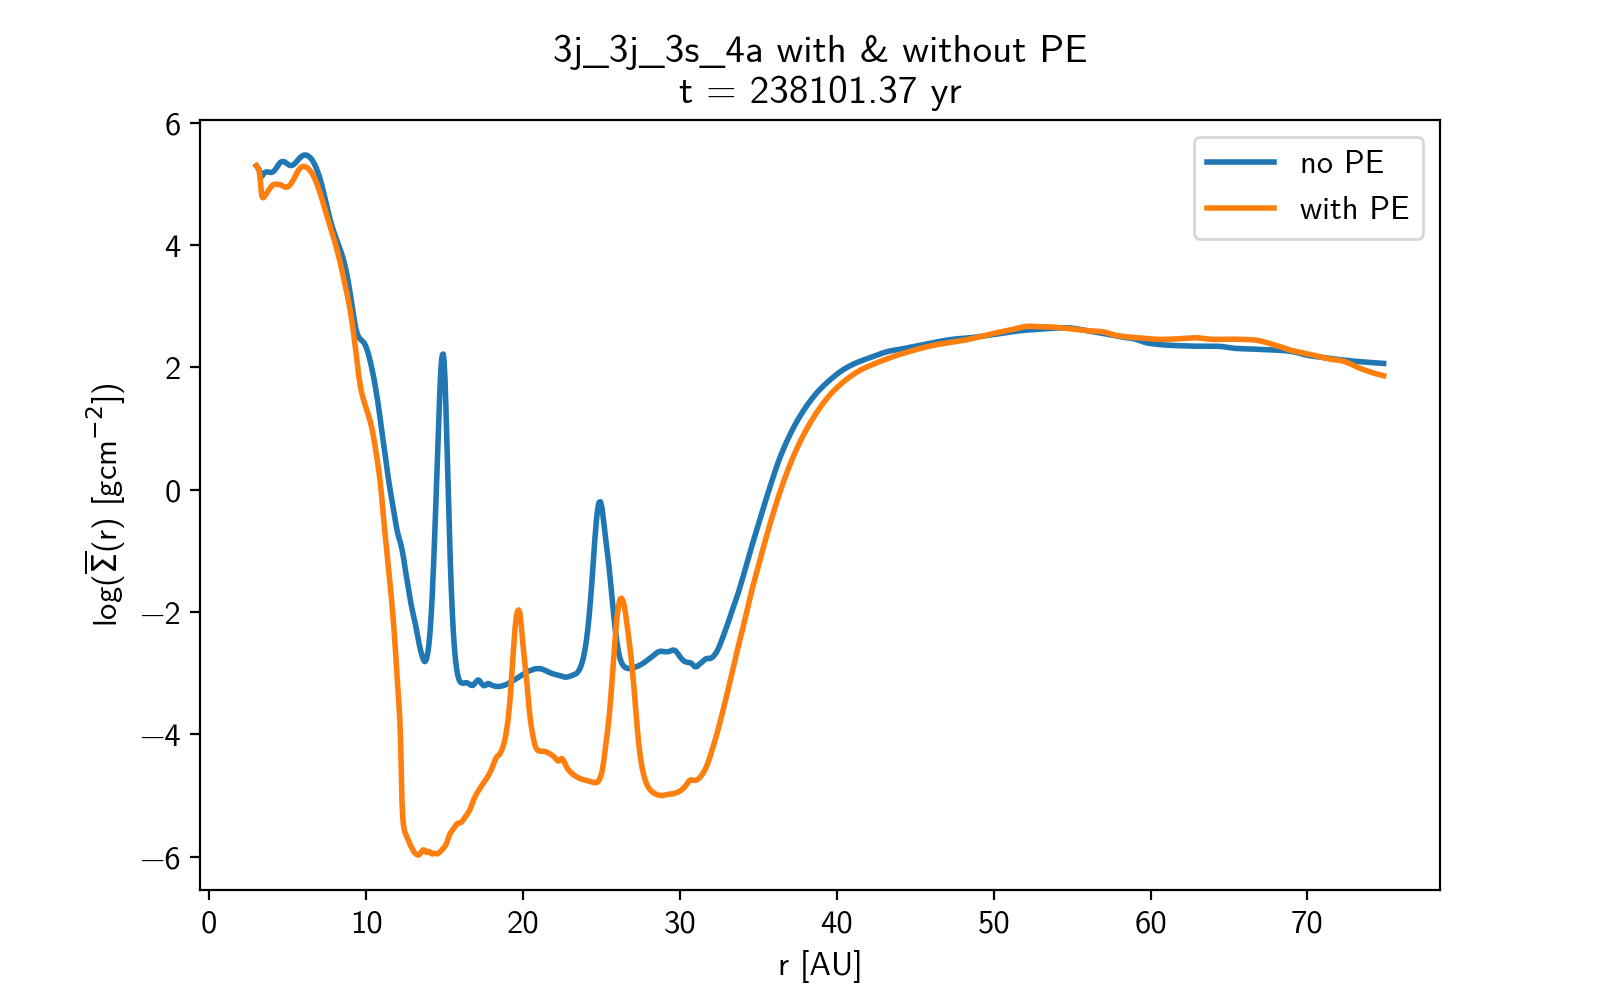 3j_3j_3s_4a with & without PE
t = 238101.37 yr
no PE
with PE
6
4
2
0
−2
−4
−6
log(Σ̅(r) [gcm⁻²])
0 10 20 30 40 50 60 70
r [AU]